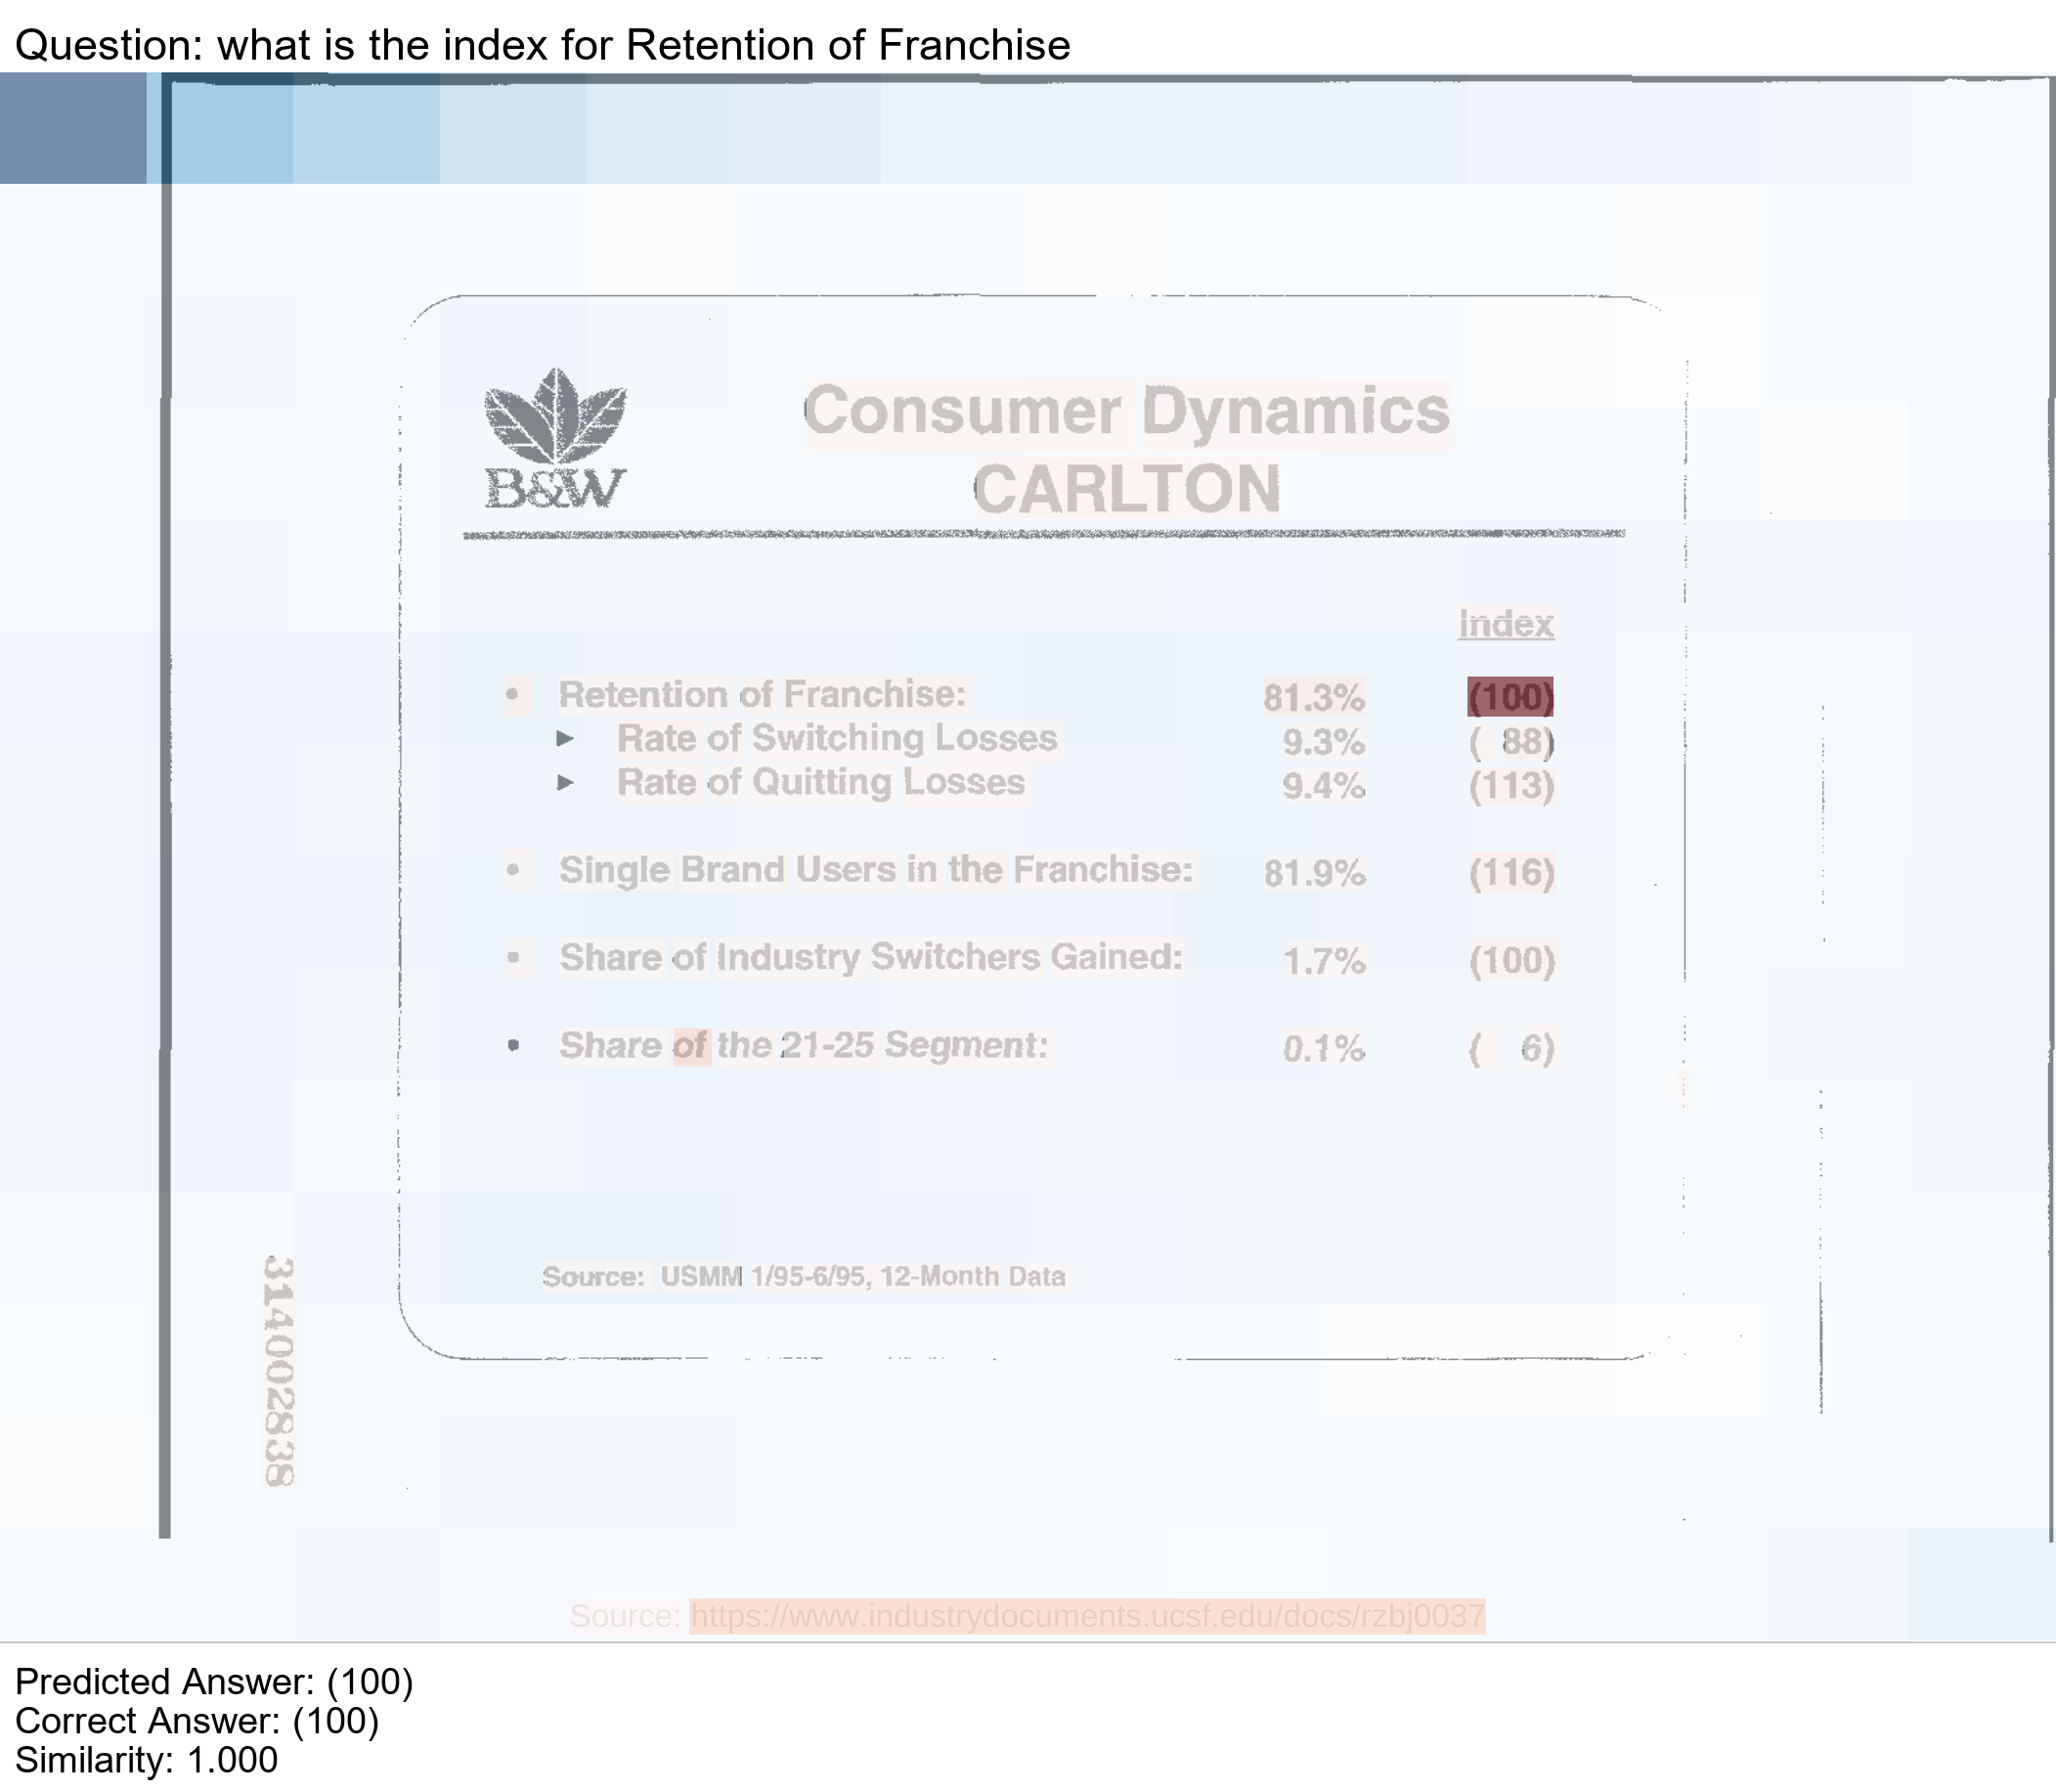 Question: what is the index for Retention of Franchise
B&W
Consumer Dynamics
CARLTON
index
• Retention of Franchise: 81.3% (100)
► Rate of Switching Losses 9.3% ( 88)
► Rate of Quitting Losses 9.4% (113)
• Single Brand Users in the Franchise: 81.9% (116)
• Share of Industry Switchers Gained: 1.7% (100)
• Share of the 21-25 Segment: 0.1% ( 6)
Source: USMM 1/95-6/95, 12-Month Data
314002838
Source: https://www.industrydocuments.ucsf.edu/docs/rzbj0037
Predicted Answer: (100)
Correct Answer: (100)
Similarity: 1.000